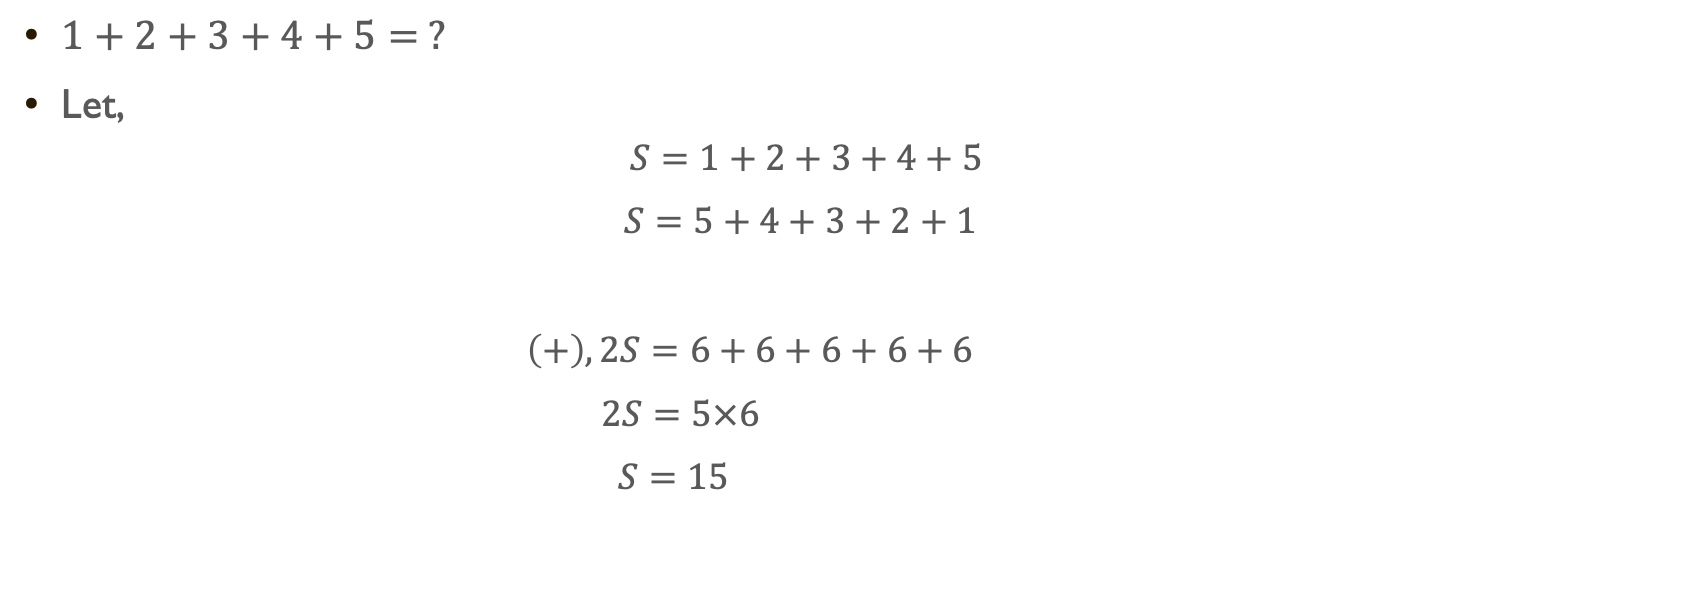 • 1 + 2 + 3 + 4 + 5 = ?
• Let,
S = 1 + 2 + 3 + 4 + 5
S = 5 + 4 + 3 + 2 + 1
(+), 2S = 6 + 6 + 6 + 6 + 6
2S = 5×6
S = 15